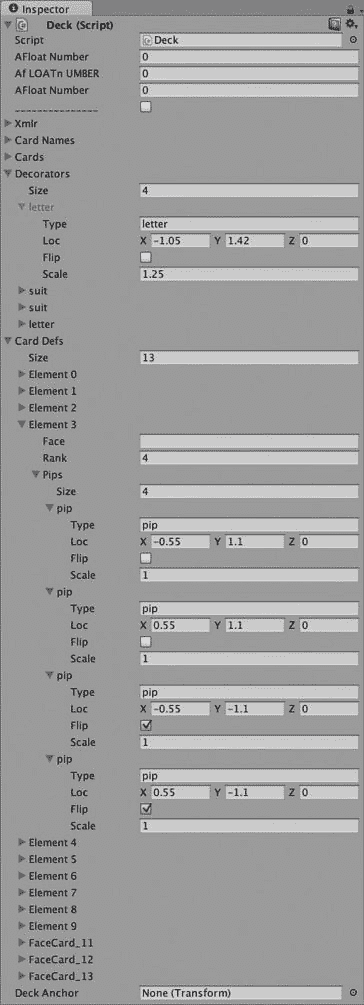 Inspector
Deck (Script)
Script Deck
AFloat Number 0
Af LOATn UMBER 0
AFloat Number 0
_______________
Xmlr
Card Names
Cards
Decorators
Size 4
letter
Type letter
Loc X -1.05 Y 1.42 Z 0
Flip
Scale 1.25
suit
suit
letter
Card Defs
Size 13
Element 0
Element 1
Element 2
Element 3
Face
Rank 4
Pips
Size 4
pip
Type pip
Loc X -0.55 Y 1.1 Z 0
Flip
Scale 1
pip
Type pip
Loc X 0.55 Y 1.1 Z 0
Flip
Scale 1
pip
Type pip
Loc X -0.55 Y -1.1 Z 0
Flip
Scale 1
pip
Type pip
Loc X 0.55 Y -1.1 Z 0
Flip
Scale 1
Element 4
Element 5
Element 6
Element 7
Element 8
Element 9
FaceCard_11
FaceCard_12
FaceCard_13
Deck Anchor None (Transform)